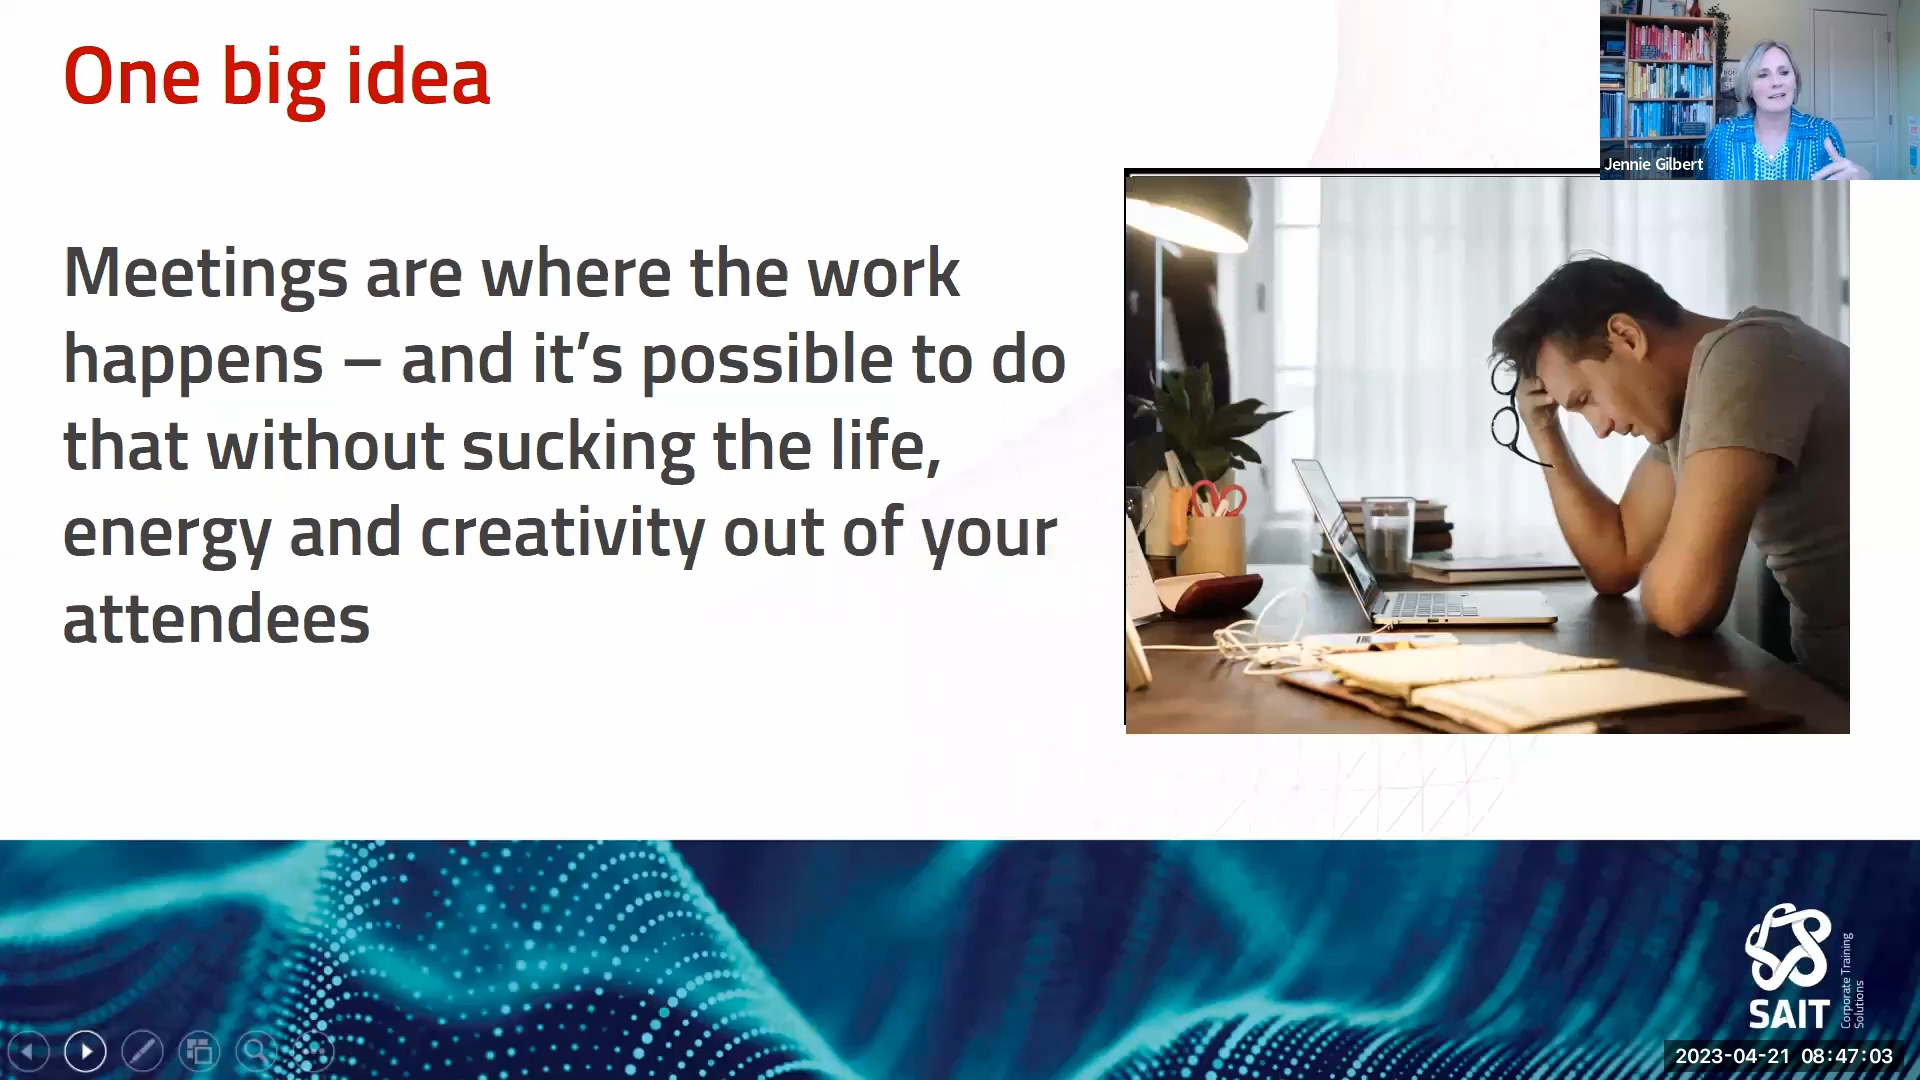 One big idea
Jennie Gilbert
Meetings are where the work
happens – and it’s possible to do
that without sucking the life,
energy and creativity out of your
attendees
SAIT
Corporate Training
Solutions
2023-04-21 08:47:03